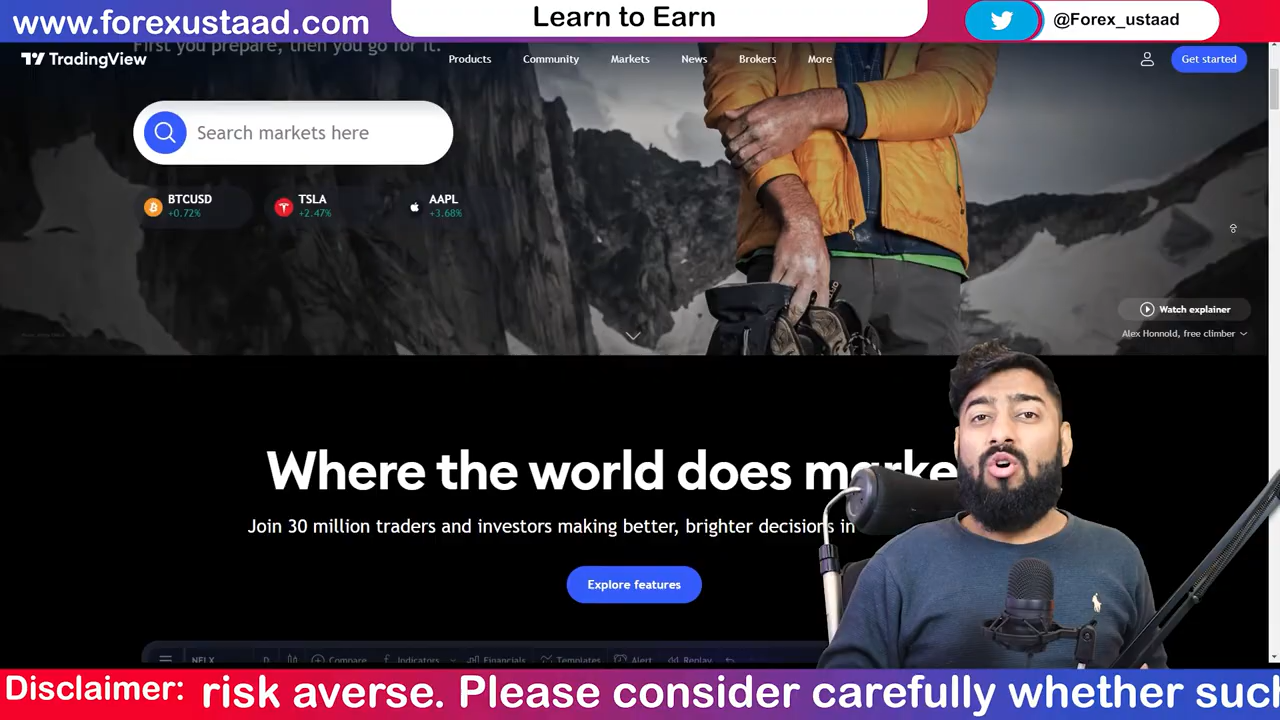 www.forexustaad.com
Learn to Earn
@Forex_ustaad
First you prepare, then you go for it.
TradingView
Products
Community
Markets
News
Brokers
More
Get started
Search markets here
BTCUSD
+0.72%
TSLA
+2.47%
AAPL
+3.68%
Watch explainer
Alex Honnold, free climber
Where the world does marke
Join 30 million traders and investors making better, brighter decisions in
Explore features
NFLX D Compare Indicators Financials Templates Alert Replay
Disclaimer: risk averse. Please consider carefully whether such